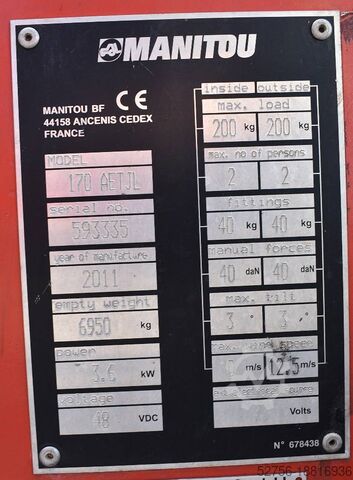 MANITOU
MANITOU BF CE
44158 ANCENIS CEDEX
FRANCE
MODEL
170 AETJL
serial no.
593335
year of manufacture
2011
empty weight
6950 kg
power
3.6 kW
voltage
48 VDC
inside outside
max. load
200 kg 200 kg
max. no of persons
2 2
fittings
40 kg 40 kg
manual forces
40 daN 40 daN
max. tilt
3 ° 3 °
max. speed
m/s 12.5 m/s
Volts
N° 678438
52756-18816936